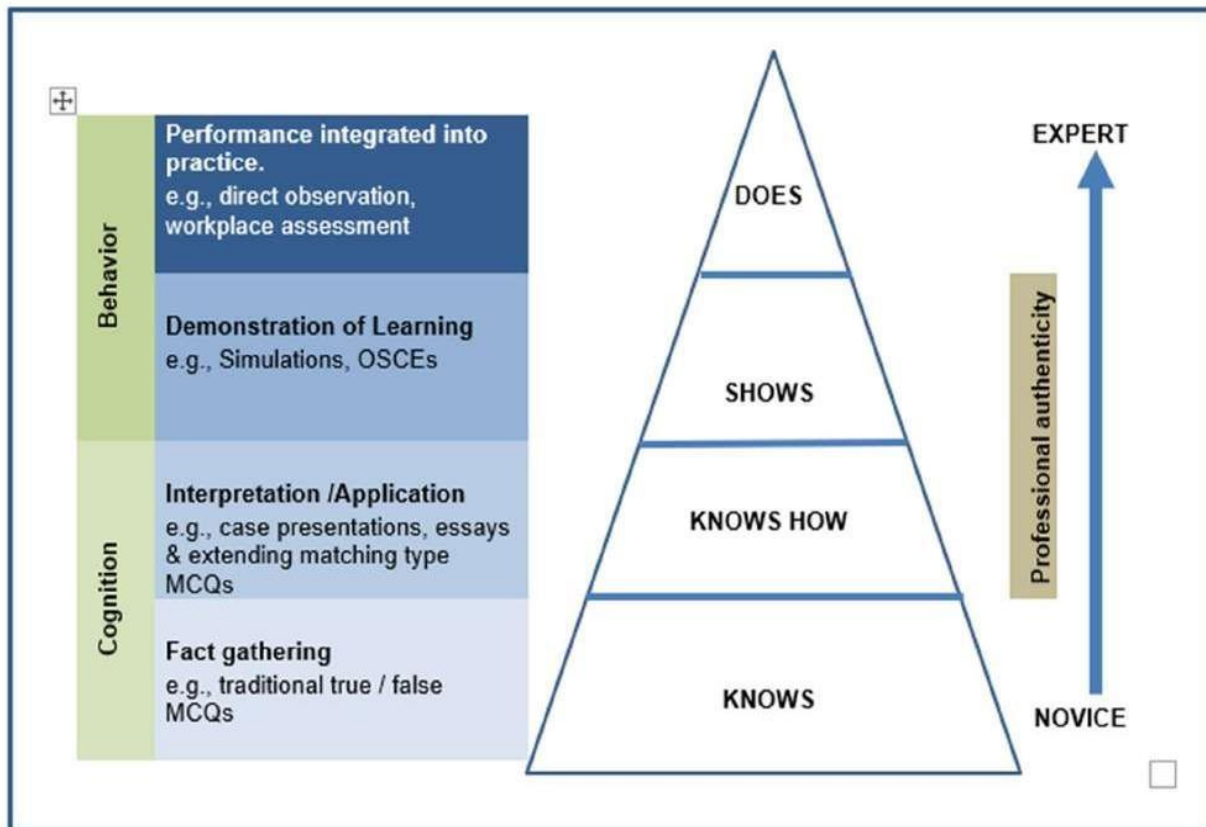 Behavior
Performance integrated into
practice.
e.g., direct observation,
workplace assessment
Demonstration of Learning
e.g., Simulations, OSCEs
Cognition
Interpretation /Application
e.g., case presentations, essays
& extending matching type
MCQs
Fact gathering
e.g., traditional true / false
MCQs
DOES
SHOWS
KNOWS HOW
KNOWS
EXPERT
Professional authenticity
NOVICE